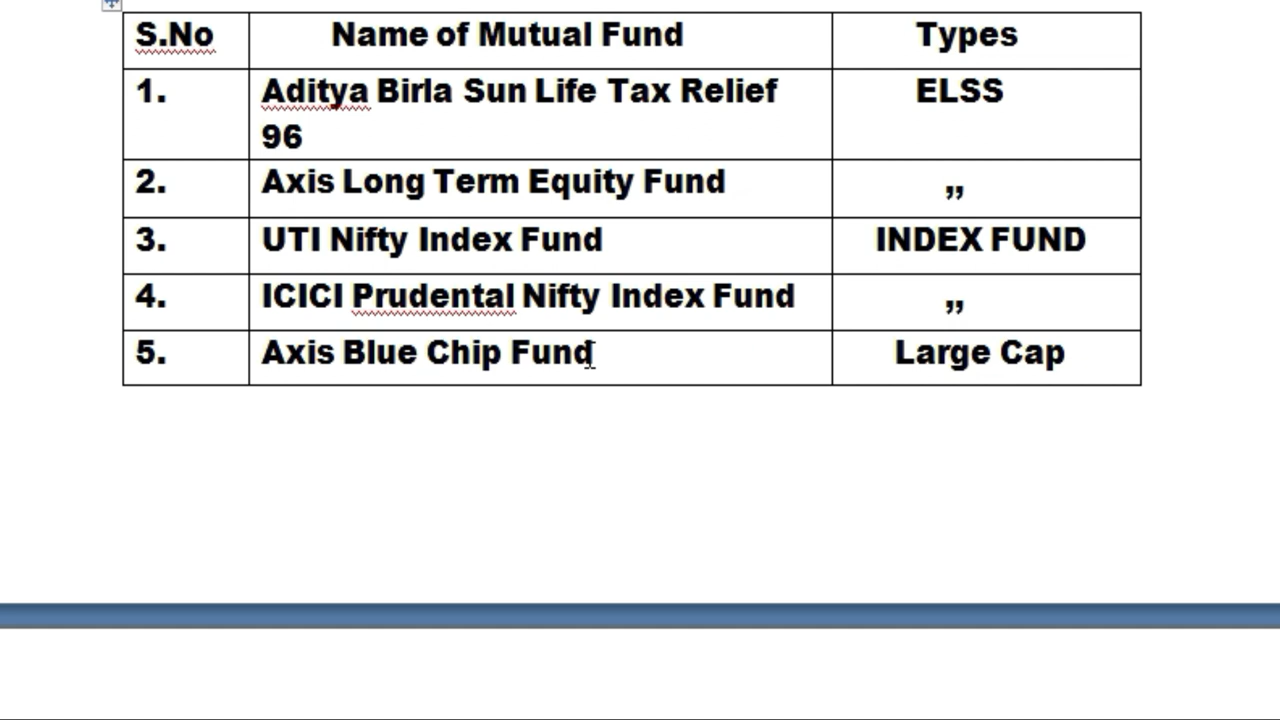 S.No Name of Mutual Fund Types
1. Aditya Birla Sun Life Tax Relief ELSS
96
2. Axis Long Term Equity Fund ,,
3. UTI Nifty Index Fund INDEX FUND
4. ICICI Prudental Nifty Index Fund ,,
5. Axis Blue Chip Fund Large Cap